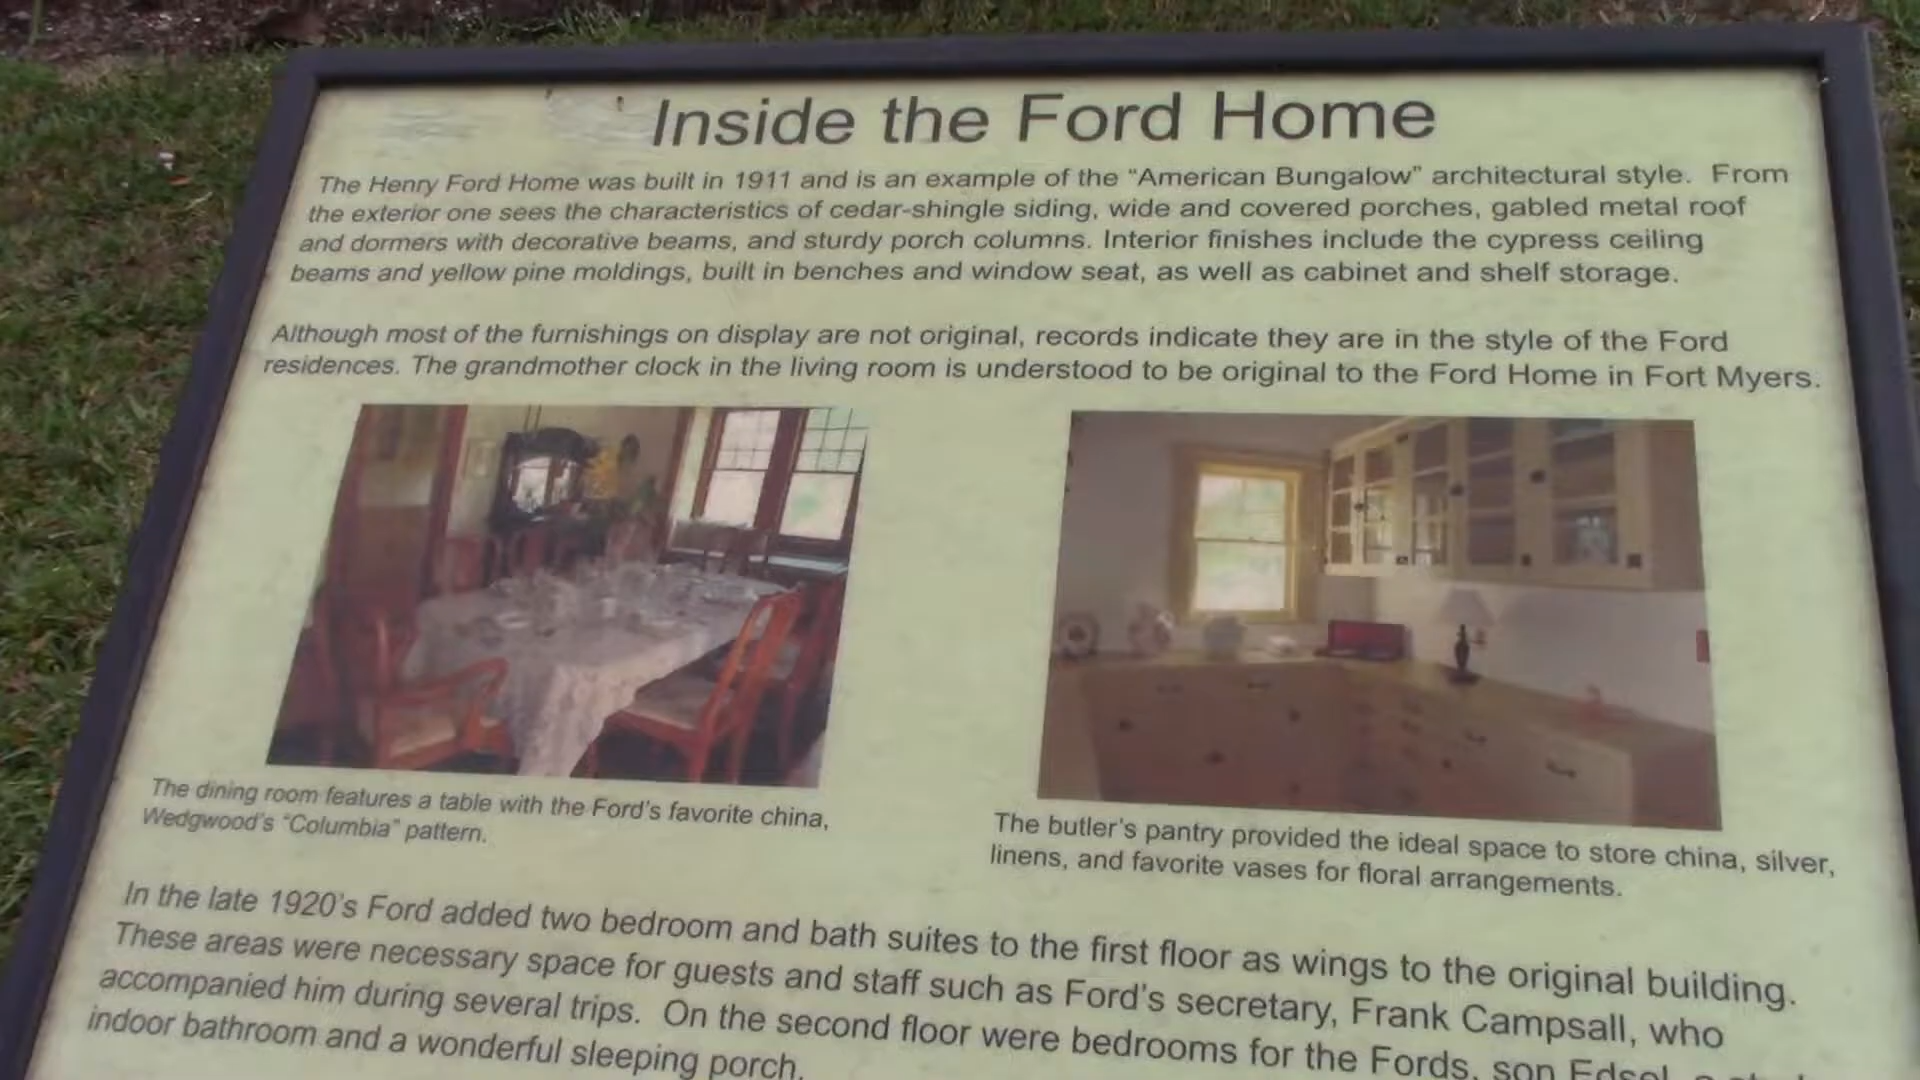 Inside the Ford Home
The Henry Ford Home was built in 1911 and is an example of the “American Bungalow” architectural style. From
the exterior one sees the characteristics of cedar-shingle siding, wide and covered porches, gabled metal roof
and dormers with decorative beams, and sturdy porch columns. Interior finishes include the cypress ceiling
beams and yellow pine moldings, built in benches and window seat, as well as cabinet and shelf storage.
Although most of the furnishings on display are not original, records indicate they are in the style of the Ford
residences. The grandmother clock in the living room is understood to be original to the Ford Home in Fort Myers.
The dining room features a table with the Ford’s favorite china,
Wedgwood’s “Columbia” pattern.
The butler’s pantry provided the ideal space to store china, silver,
linens, and favorite vases for floral arrangements.
In the late 1920’s Ford added two bedroom and bath suites to the first floor as wings to the original building.
These areas were necessary space for guests and staff such as Ford’s secretary, Frank Campsall, who
accompanied him during several trips. On the second floor were bedrooms for the Fords, son Edsel,
indoor bathroom and a wonderful sleeping porch.